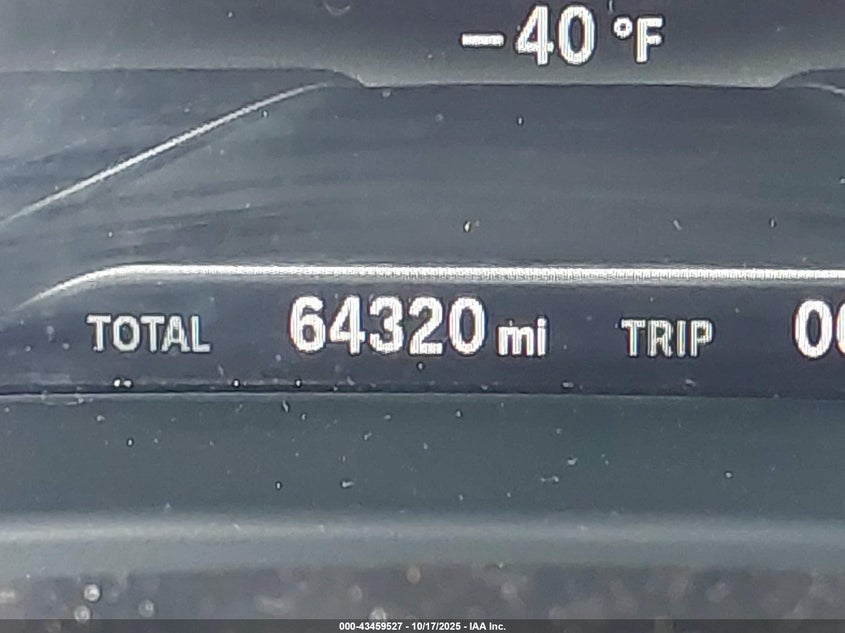 -40 °F
TOTAL 64320 mi TRIP
000-43459527 - 10/17/2025 - IAA Inc.